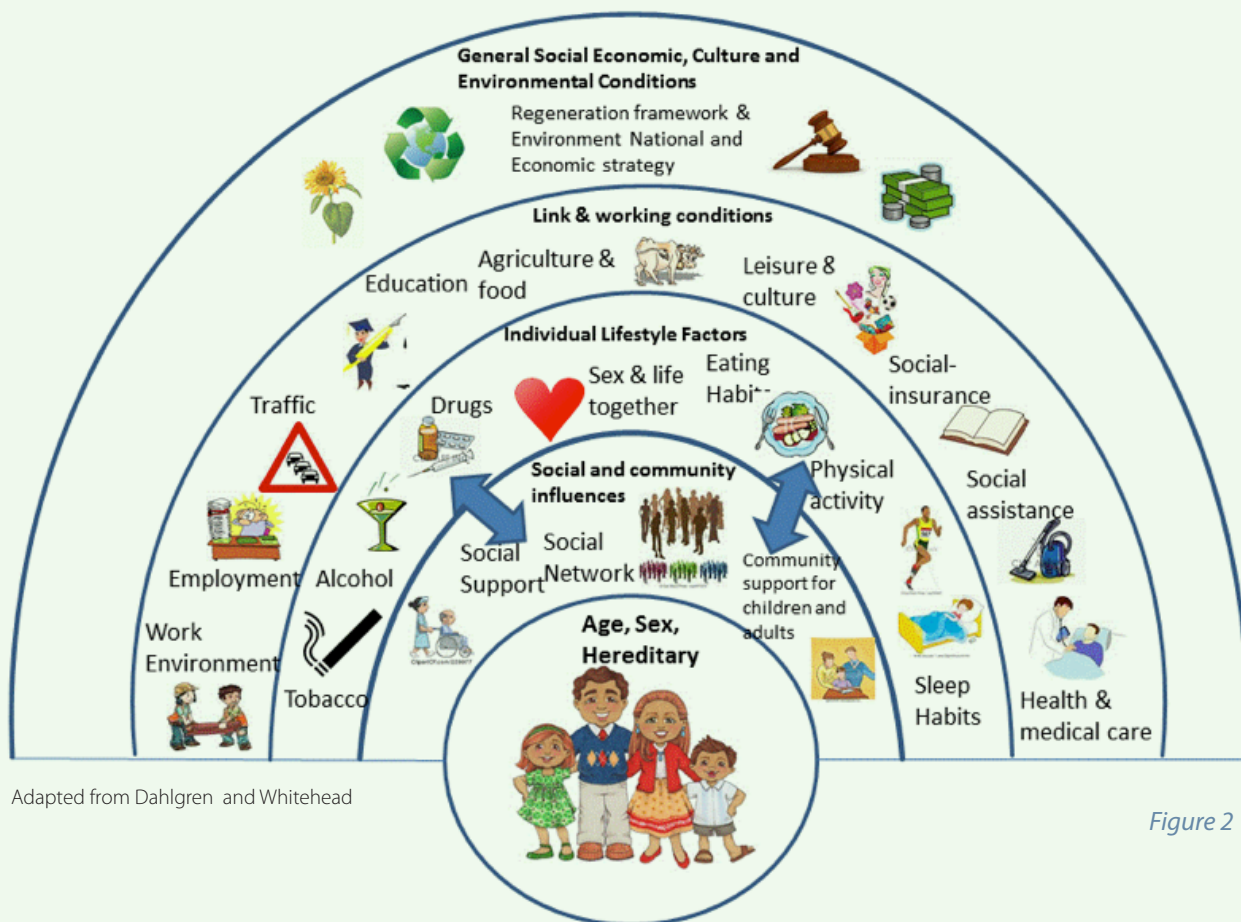 General Social Economic, Culture and
Environmental Conditions
Regeneration framework &
Environment National and
Economic strategy
Link & working conditions
Education
Agriculture &
food
Leisure &
culture
Social-
insurance
Traffic
Social
assistance
Employment
Work
Environment
Health &
medical care
Individual Lifestyle Factors
Drugs
Sex & life
together
Eating
Habits
Physical
activity
Alcohol
Tobacco
Sleep
Habits
Social and community
influences
Social
Support
Social
Network
Community
support for
children and
adults
Age, Sex,
Hereditary
Adapted from Dahlgren and Whitehead
Figure 2